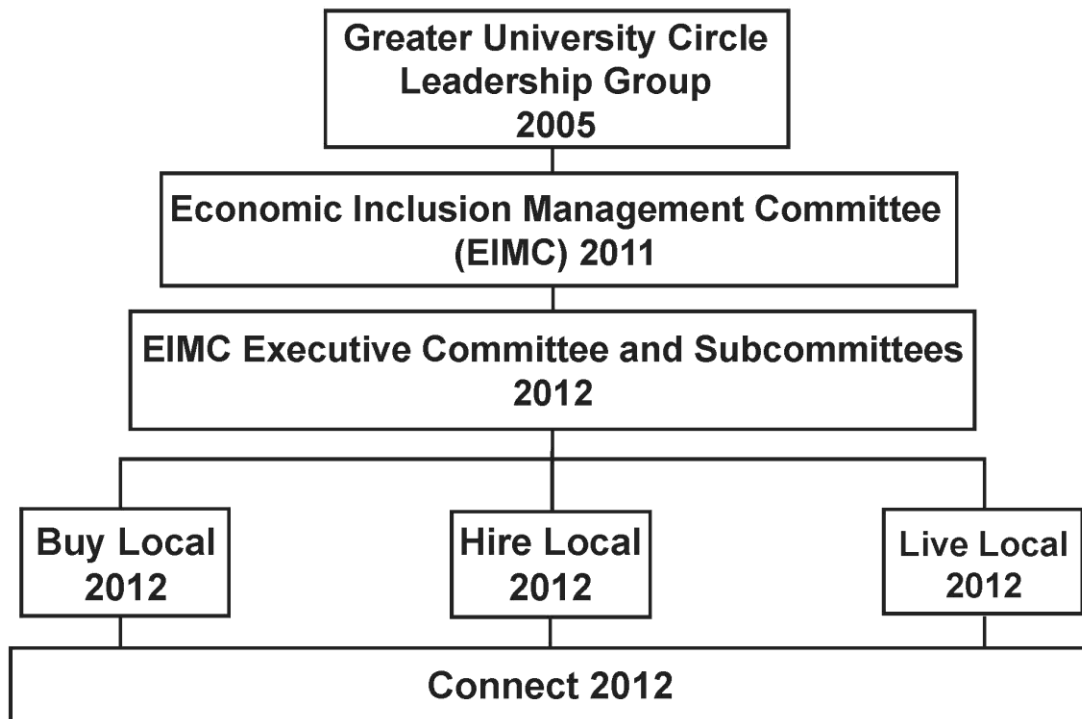 Greater University Circle
Leadership Group
2005
Economic Inclusion Management Committee
(EIMC) 2011
EIMC Executive Committee and Subcommittees
2012
Buy Local
2012
Hire Local
2012
Live Local
2012
Connect 2012